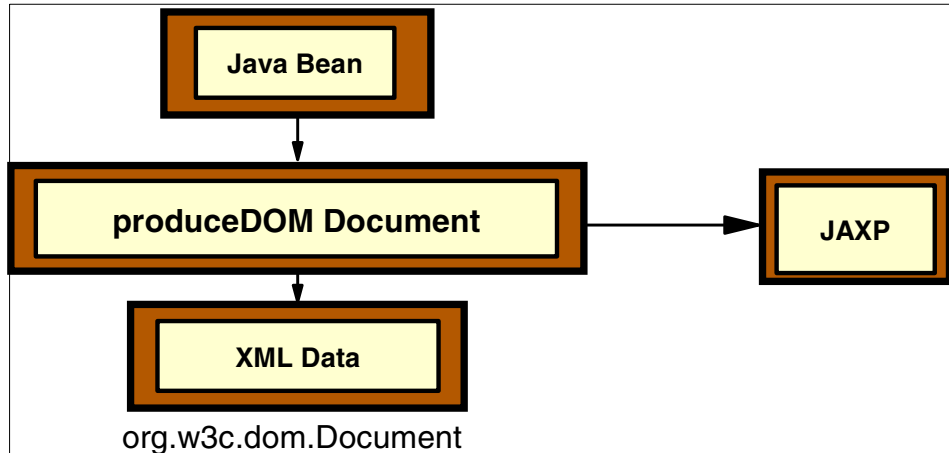 Java Bean
produceDOM Document
JAXP
XML Data
org.w3c.dom.Document